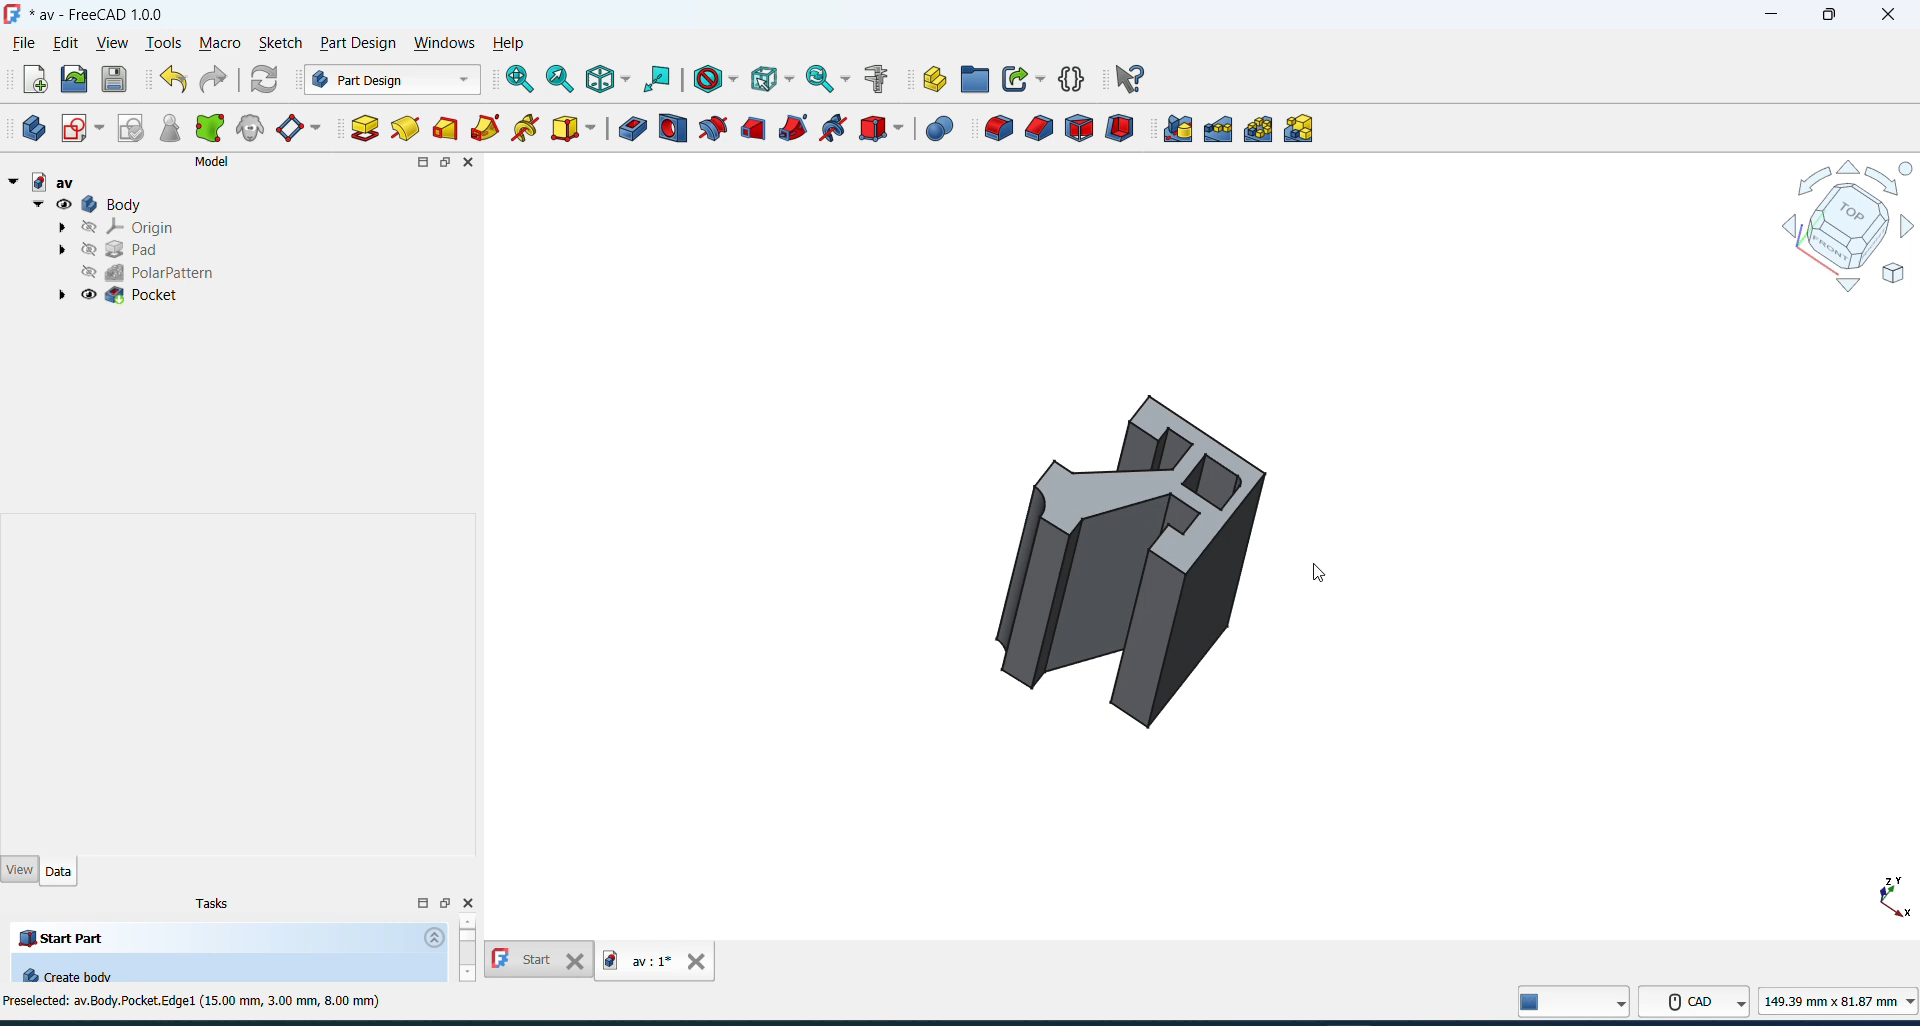 * av - FreeCAD 1.0.0
File Edit View Tools Macro Sketch Part Design Windows Help
Part Design
Model
av
Body
Origin
Pad
PolarPattern
Pocket
TOP
FRONT
View Data
Tasks
Start Part
Create body
Start av : 1*
Z Y
X
Preselected: av.Body.Pocket.Edge1 (15.00 mm, 3.00 mm, 8.00 mm)
CAD
149.39 mm x 81.87 mm